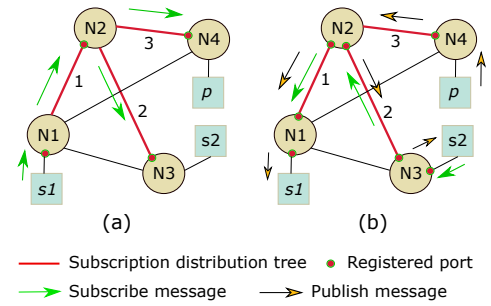 N2
3
N4
1
2
p
N1
s2
N3
s1
(a)
N2
3
N4
1
2
p
N1
s2
N3
s1
(b)
Subscription distribution tree
Registered port
Subscribe message
Publish message